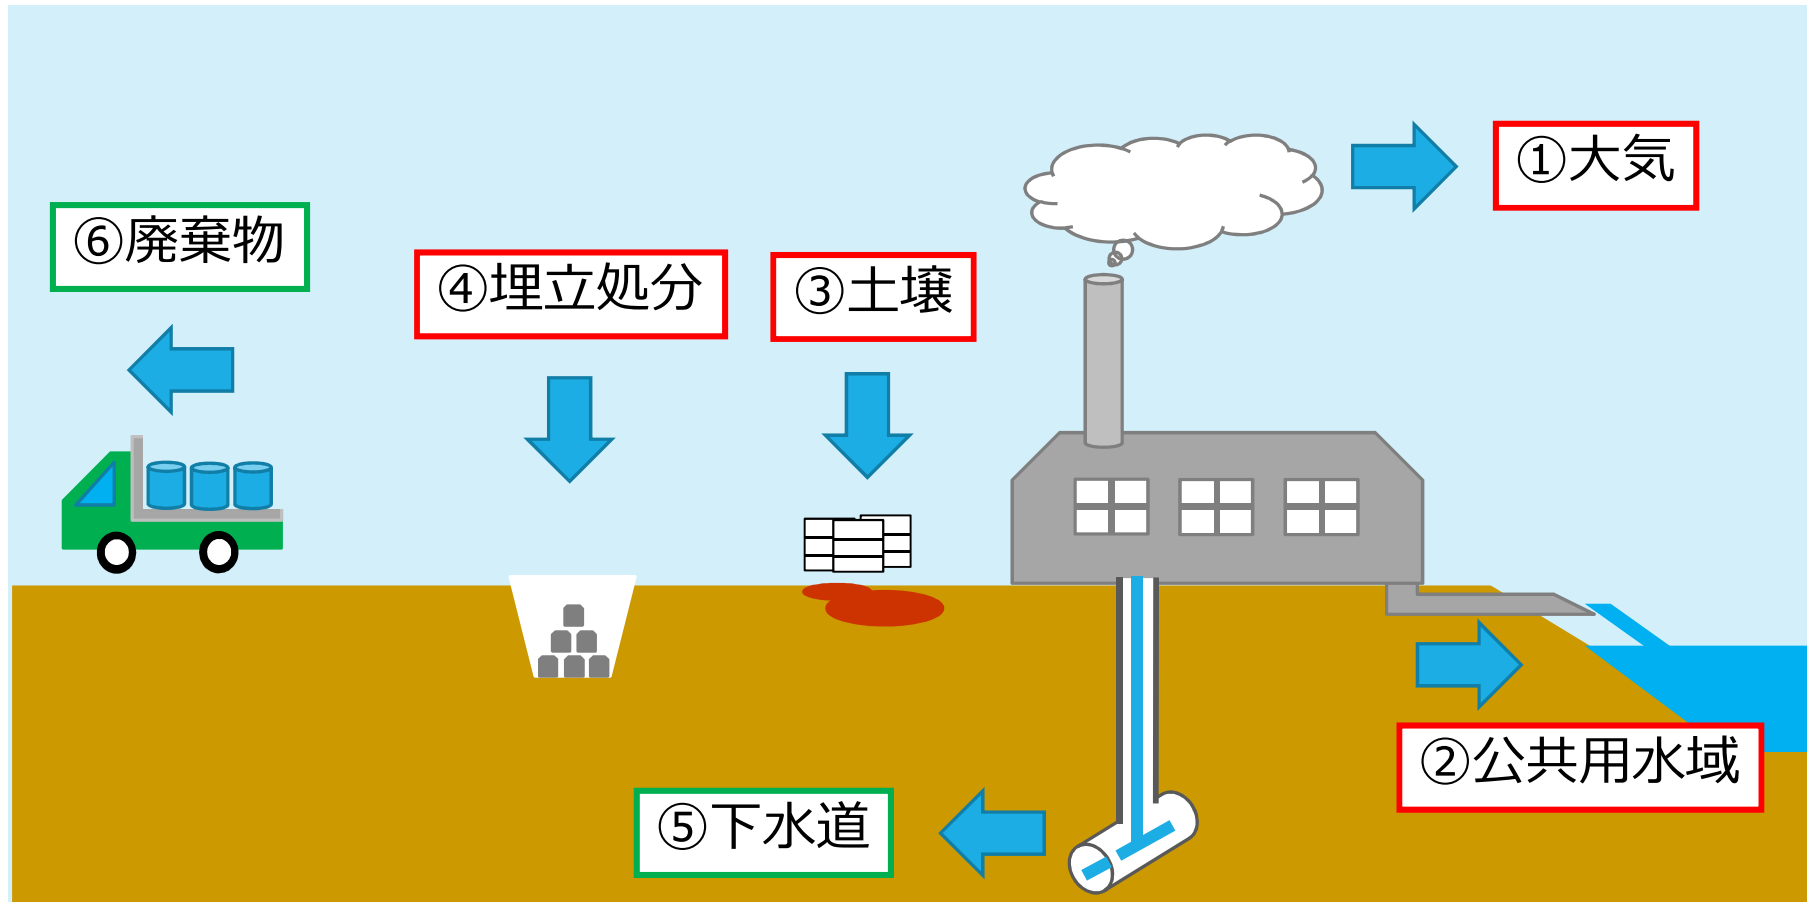 ①大気
⑥廃棄物
④埋立処分
③土壌
②公共用水域
⑤下水道